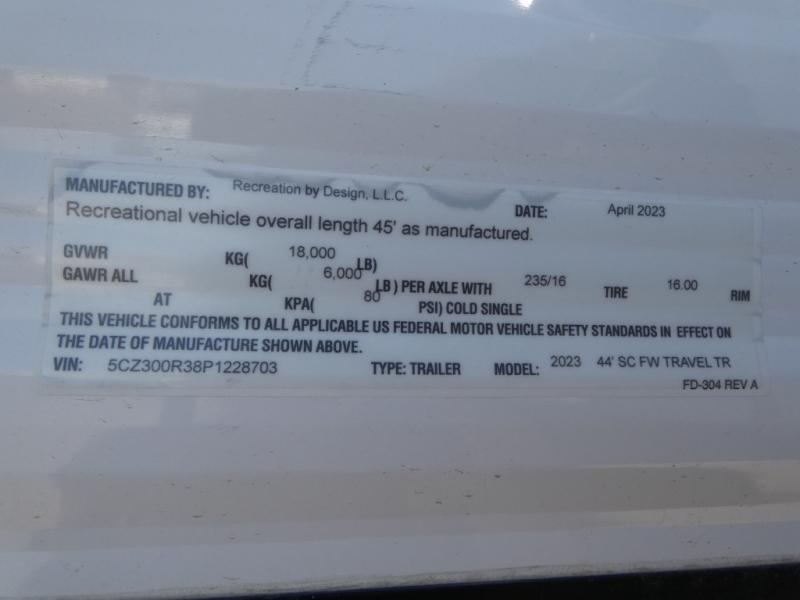 MANUFACTURED BY: Recreation by Design, L.L.C. DATE: April 2023
Recreational vehicle overall length 45' as manufactured.
GVWR KG( 18,000 LB)
GAWR ALL KG( 6,000 LB) PER AXLE WITH 235/16 TIRE 16.00 RIM
AT KPA( 80 PSI) COLD SINGLE
THIS VEHICLE CONFORMS TO ALL APPLICABLE US FEDERAL MOTOR VEHICLE SAFETY STANDARDS IN EFFECT ON
THE DATE OF MANUFACTURE SHOWN ABOVE.
VIN: 5CZ300R38P1228703 TYPE: TRAILER MODEL: 2023 44' SC FW TRAVEL TR
FD-304 REV A